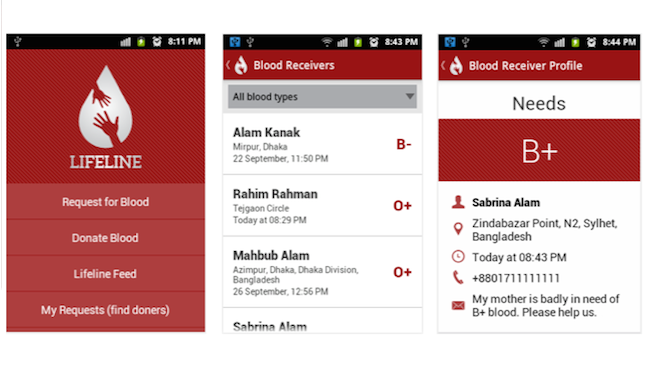 8:11 PM
LIFELINE
Request for Blood
Donate Blood
Lifeline Feed
My Requests (find doners)
8:43 PM
Blood Receivers
All blood types
Alam Kanak
Mirpur, Dhaka
22 September, 11:50 PM
B-
Rahim Rahman
Tejgaon Circle
Today at 08:29 PM
O+
Mahbub Alam
Azimpur, Dhaka, Dhaka Division,
Bangladesh
26 September, 12:56 PM
O+
Sabrina Alam
8:44 PM
Blood Receiver Profile
Needs
B+
Sabrina Alam
Zindabazar Point, N2, Sylhet,
Bangladesh
Today at 08:43 PM
+8801711111111
My mother is badly in need of
B+ blood. Please help us.